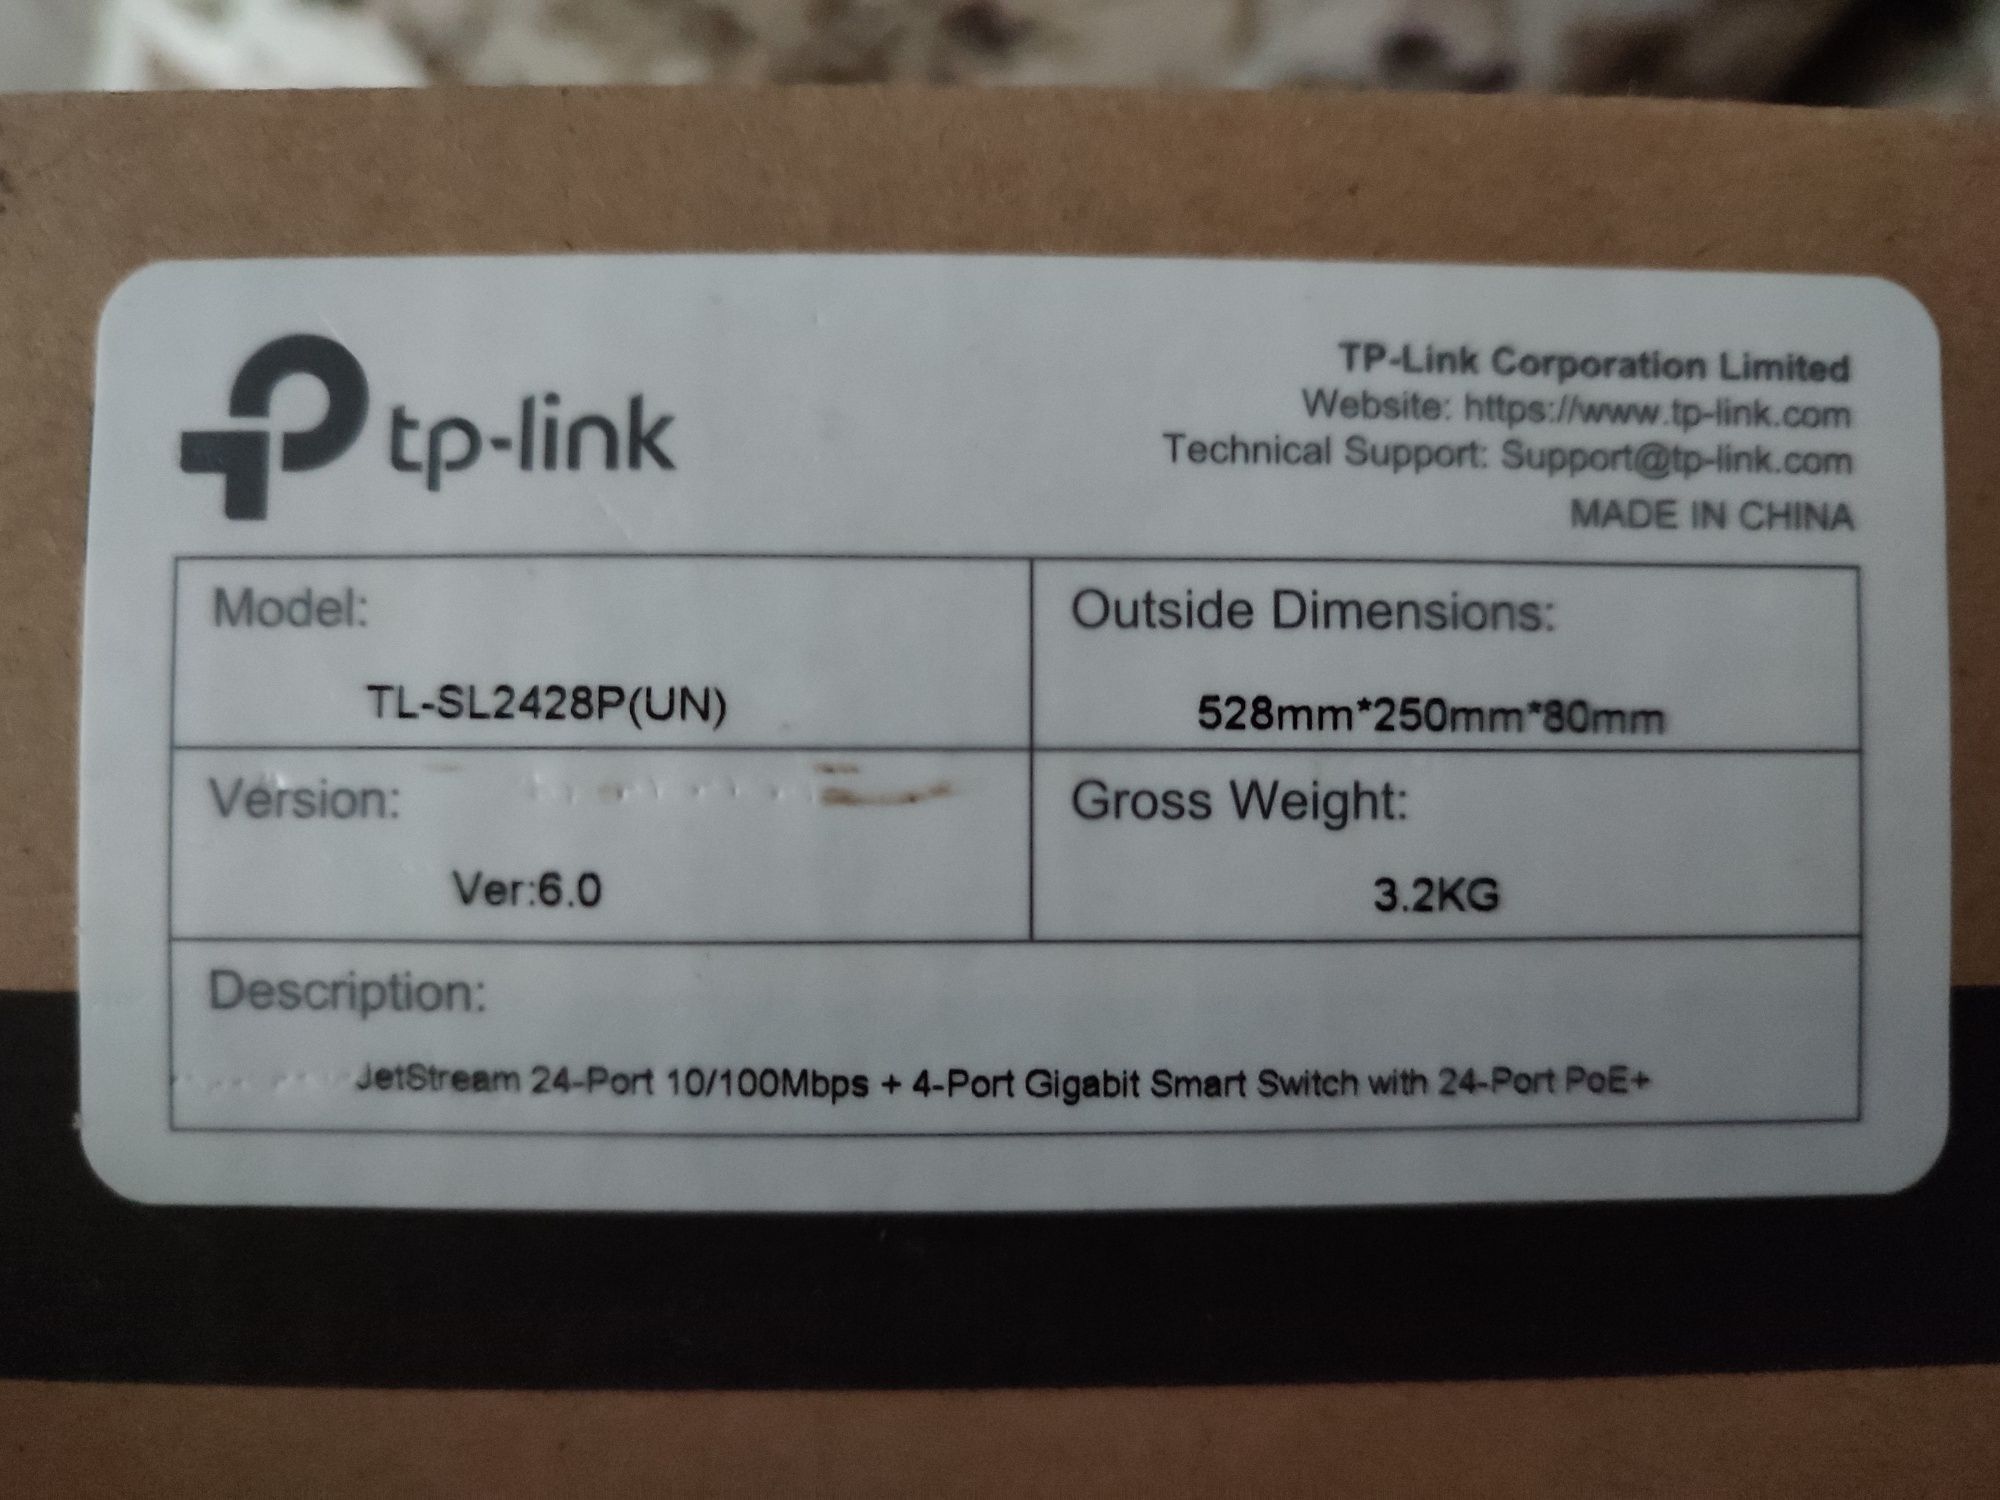 tp-link
TP-Link Corporation Limited
Website: https://www.tp-link.com
Technical Support: Support@tp-link.com
MADE IN CHINA
Model:
TL-SL2428P(UN)
Outside Dimensions:
528mm*250mm*80mm
Version:
Ver:6.0
Gross Weight:
3.2KG
Description:
JetStream 24-Port 10/100Mbps + 4-Port Gigabit Smart Switch with 24-Port PoE+